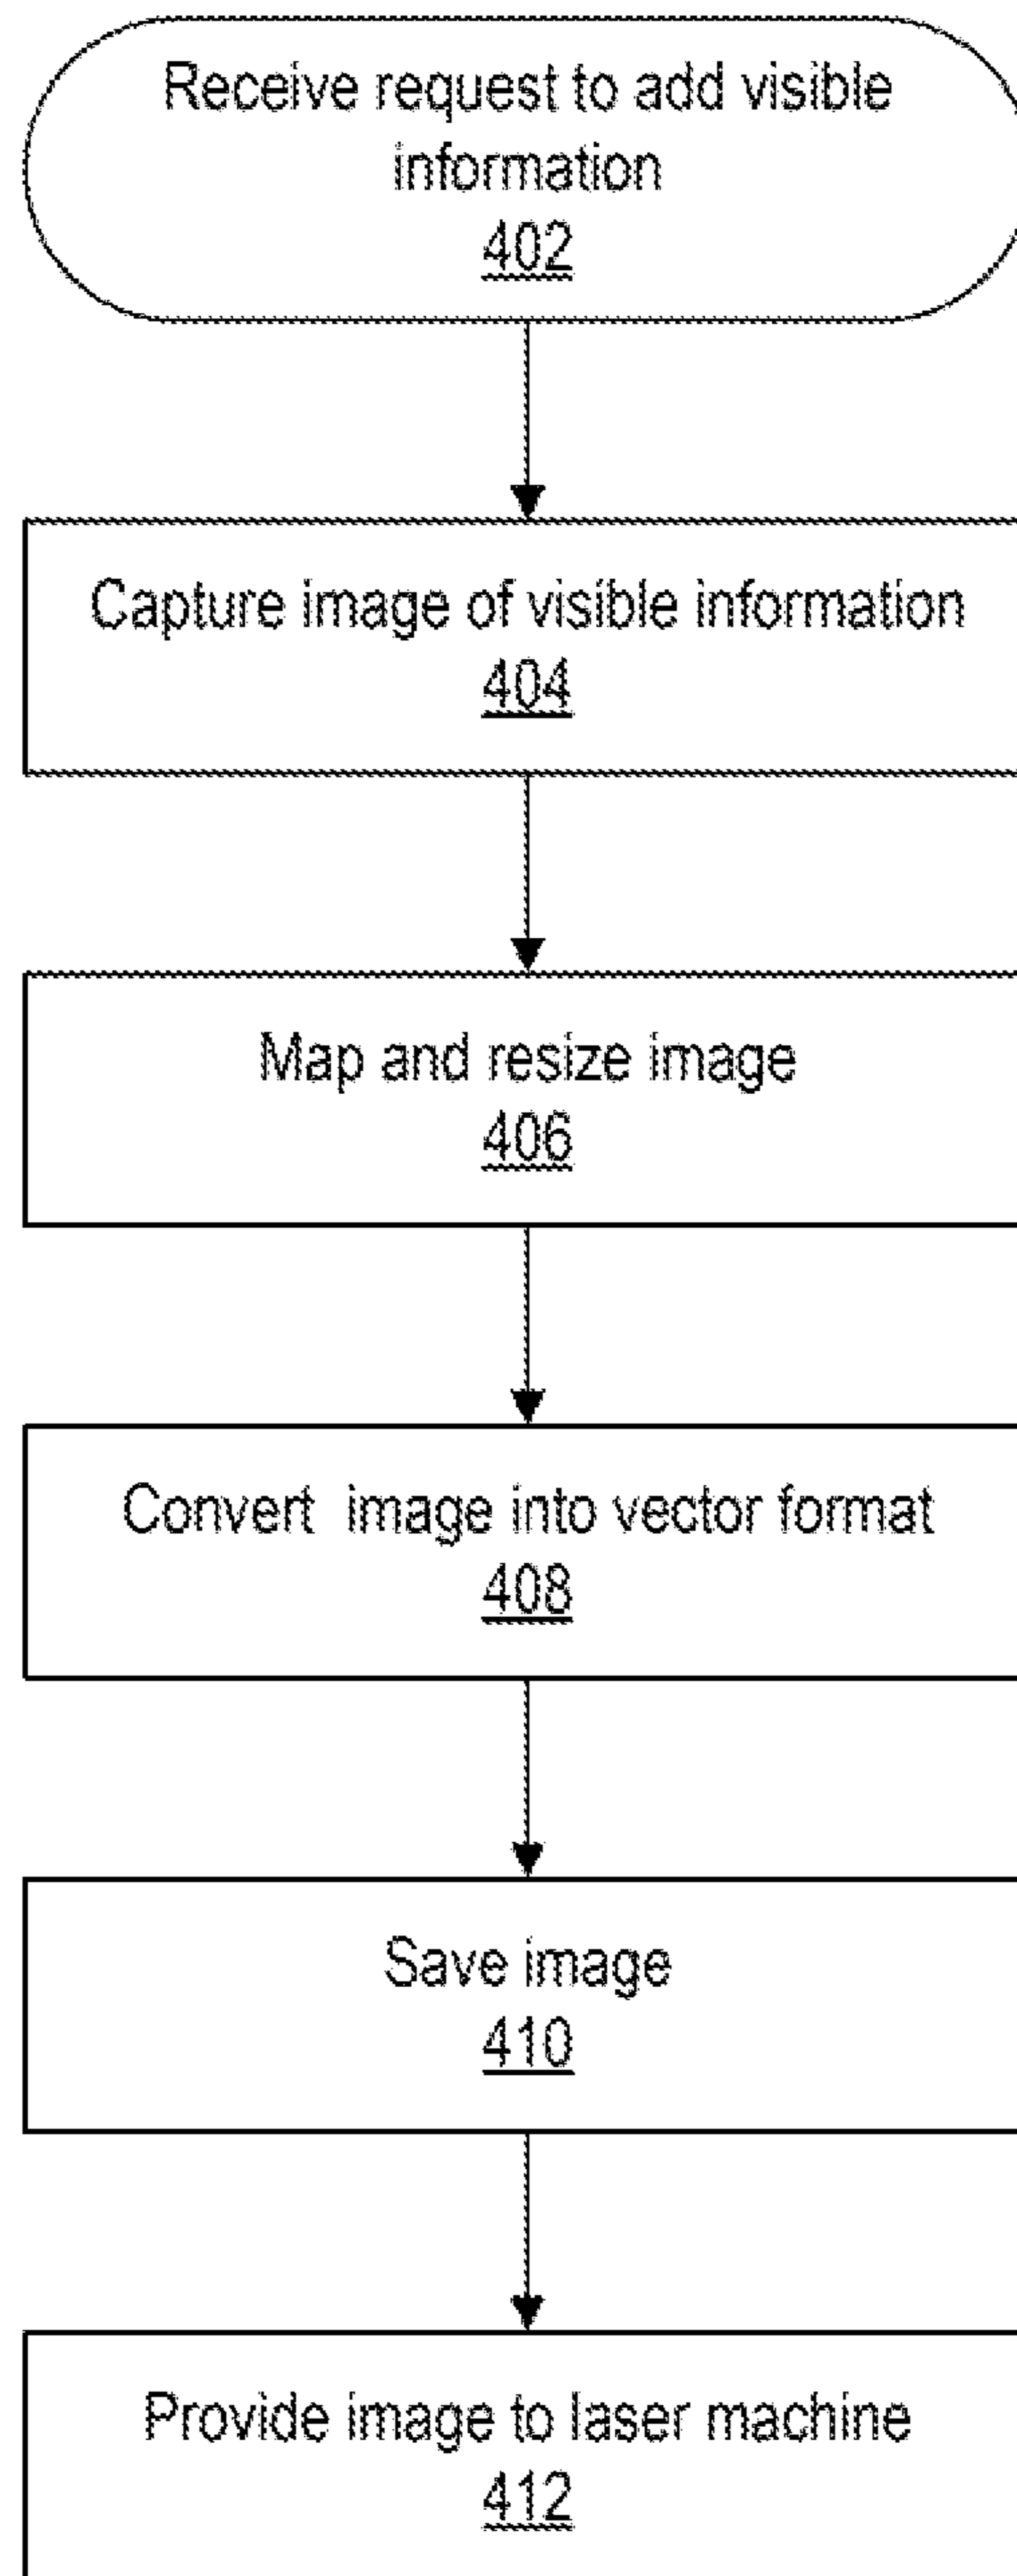 Receive request to add visible
information
402
Capture image of visible information
404
Map and resize image
406
Convert image into vector format
408
Save image
410
Provide image to laser machine
412